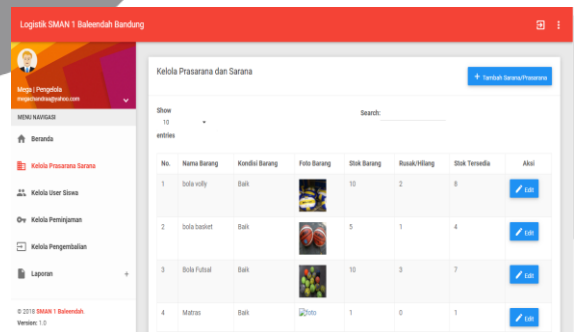 Logistik SMAN 1 Baleendah Bandung
Mega | Pengelola
megachandraa@yahoo.com
MENU NAVIGASI
Beranda
Kelola Prasarana Sarana
Kelola User Siswa
Kelola Peminjaman
Kelola Pengembalian
Laporan +
© 2018 SMAN 1 Baleendah.
Version: 1.0
Kelola Prasarana dan Sarana
+ Tambah Sarana/Prasarana
Show
10
entries
Search:
No. Nama Barang Kondisi Barang Foto Barang Stok Barang Rusak/Hilang Stok Tersedia Aksi
1 bola volly Baik 10 2 8 Edit
2 bola basket Baik 5 1 4 Edit
3 Bola Futsal Baik 10 3 7 Edit
4 Matras Baik foto 1 0 1 Edit